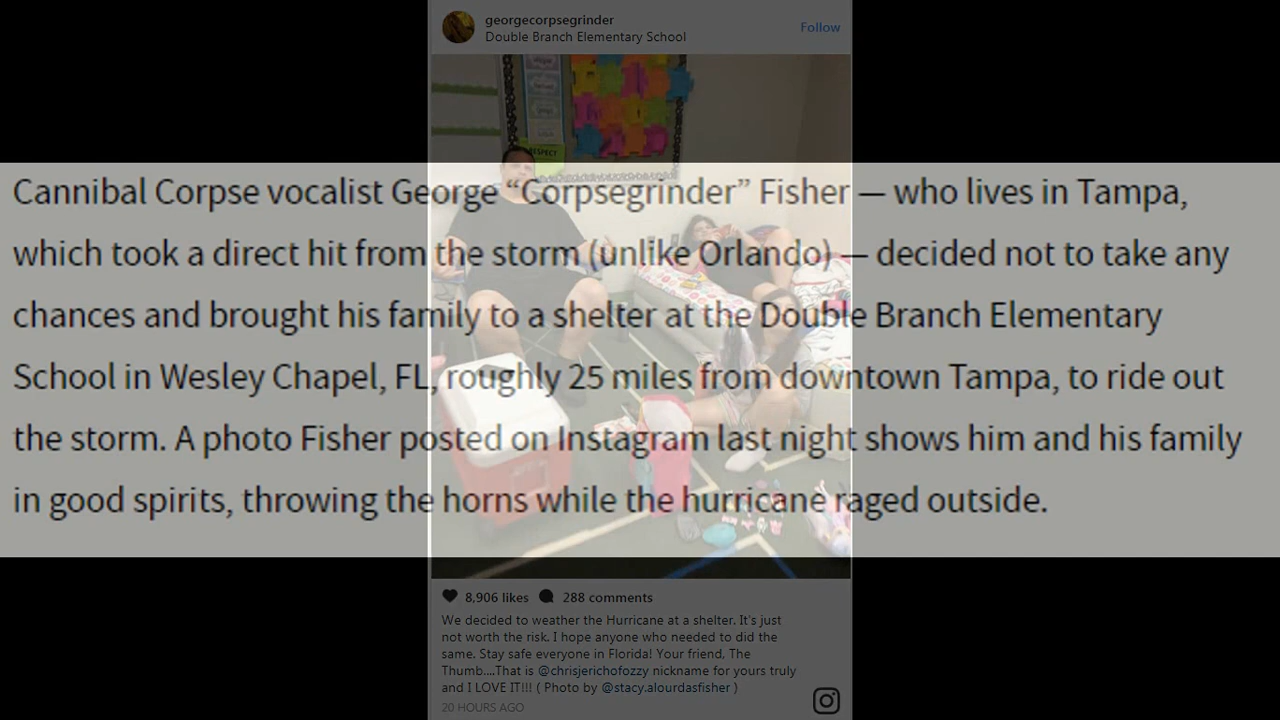 georgecorpsegrinder
Double Branch Elementary School
Follow
RESPECT
Cannibal Corpse vocalist George “Corpsegrinder” Fisher — who lives in Tampa,
which took a direct hit from the storm (unlike Orlando) — decided not to take any
chances and brought his family to a shelter at the Double Branch Elementary
School in Wesley Chapel, FL, roughly 25 miles from downtown Tampa, to ride out
the storm. A photo Fisher posted on Instagram last night shows him and his family
in good spirits, throwing the horns while the hurricane raged outside.
8,906 likes 288 comments
We decided to weather the Hurricane at a shelter. It's just
not worth the risk. I hope anyone who needed to did the
same. Stay safe everyone in Florida! Your friend, The
Thumb....That is @chrisjerichofozzy nickname for yours truly
and I LOVE IT!!! ( Photo by @stacy.alourdasfisher )
20 HOURS AGO